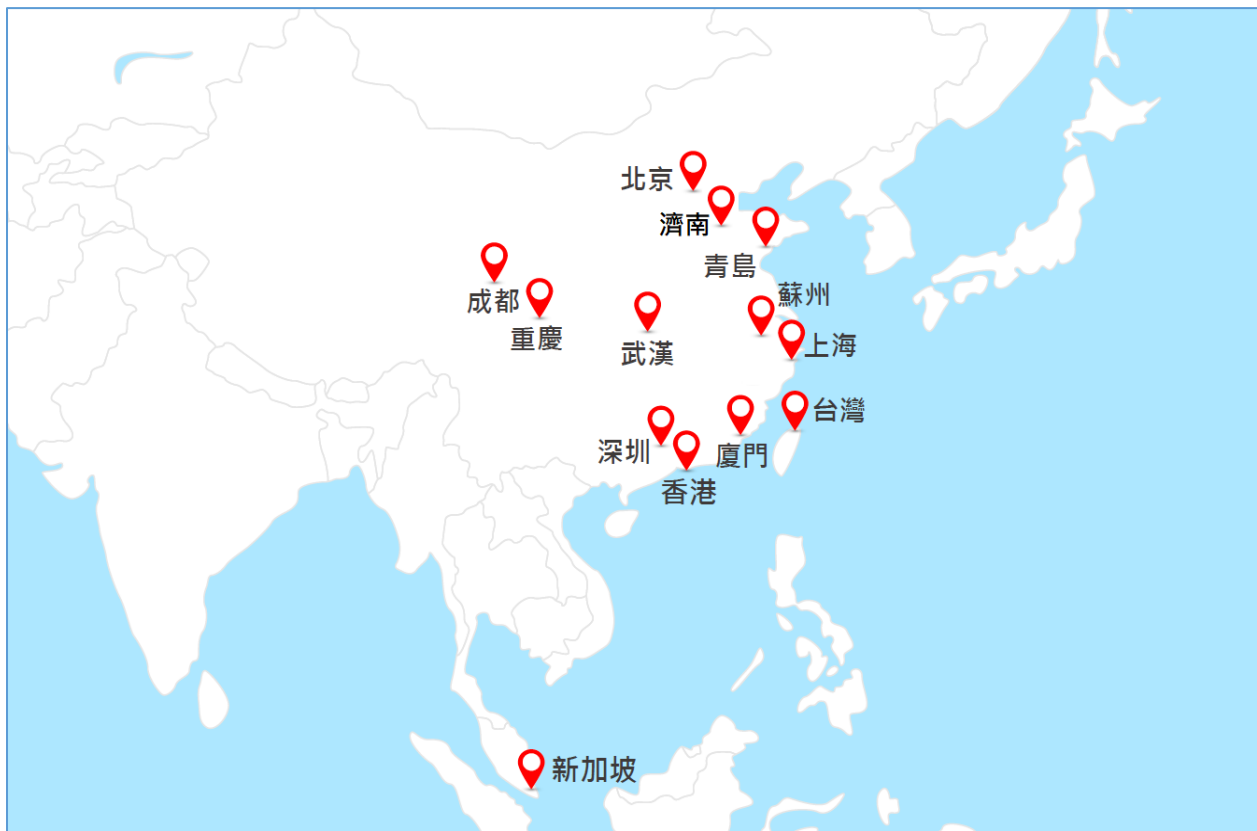 北京
濟南
青島
成都
蘇州
重慶
武漢
上海
台灣
深圳
廈門
香港
新加坡